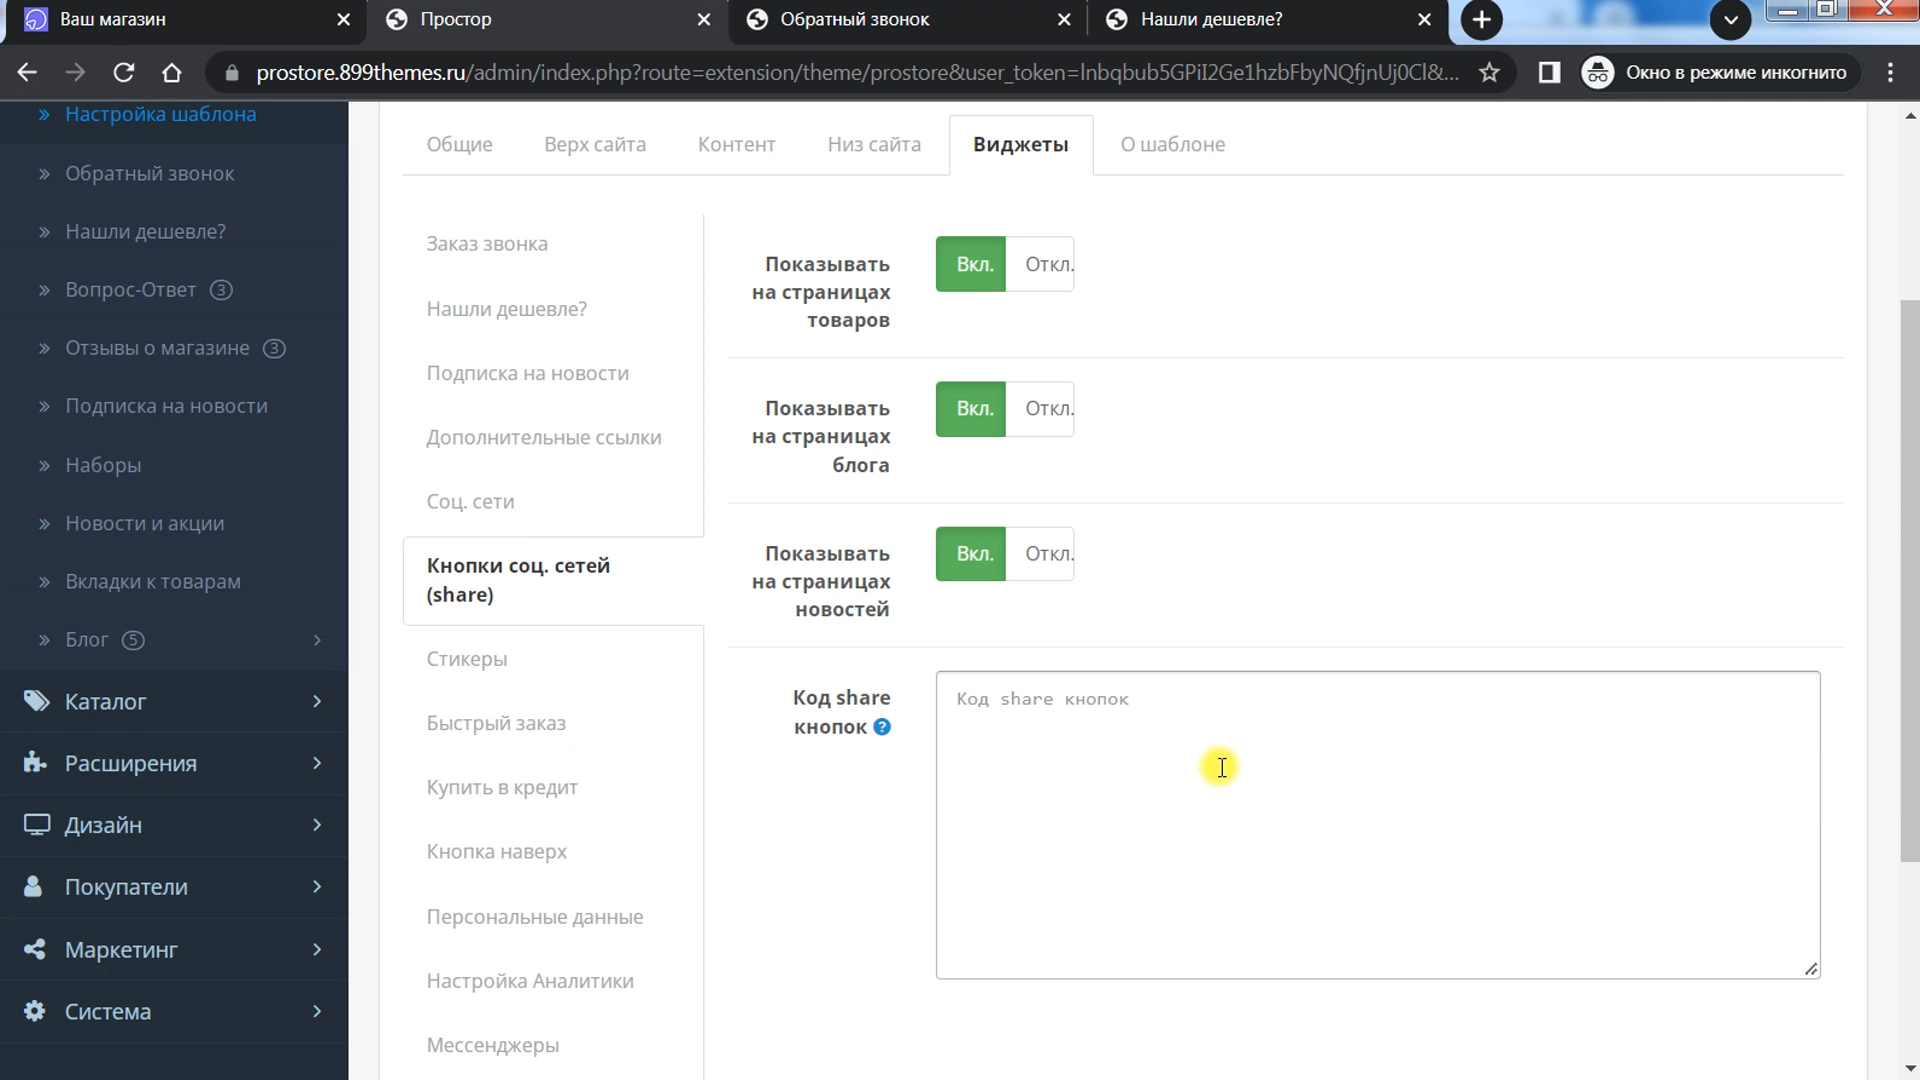 Ваш магазин
Простор
Обратный звонок
Нашли дешевле?
prostore.899themes.ru/admin/index.php?route=extension/theme/prostore&user_token=lnbqbub5GPiI2Ge1hzbFbyNQfjnUj0Cl&...
Окно в режиме инкогнито
Настройка шаблона
Обратный звонок
Нашли дешевле?
Вопрос-Ответ 3
Отзывы о магазине 3
Подписка на новости
Наборы
Новости и акции
Вкладки к товарам
Блог 5
Каталог
Расширения
Дизайн
Покупатели
Маркетинг
Система
Общие
Верх сайта
Контент
Низ сайта
Виджеты
О шаблоне
Заказ звонка
Нашли дешевле?
Подписка на новости
Дополнительные ссылки
Соц. сети
Кнопки соц. сетей
(share)
Стикеры
Быстрый заказ
Купить в кредит
Кнопка наверх
Персональные данные
Настройка Аналитики
Мессенджеры
Показывать
на страницах
товаров
Вкл. Откл.
Показывать
на страницах
блога
Вкл. Откл.
Показывать
на страницах
новостей
Вкл. Откл.
Код share
кнопок ?
Код share кнопок